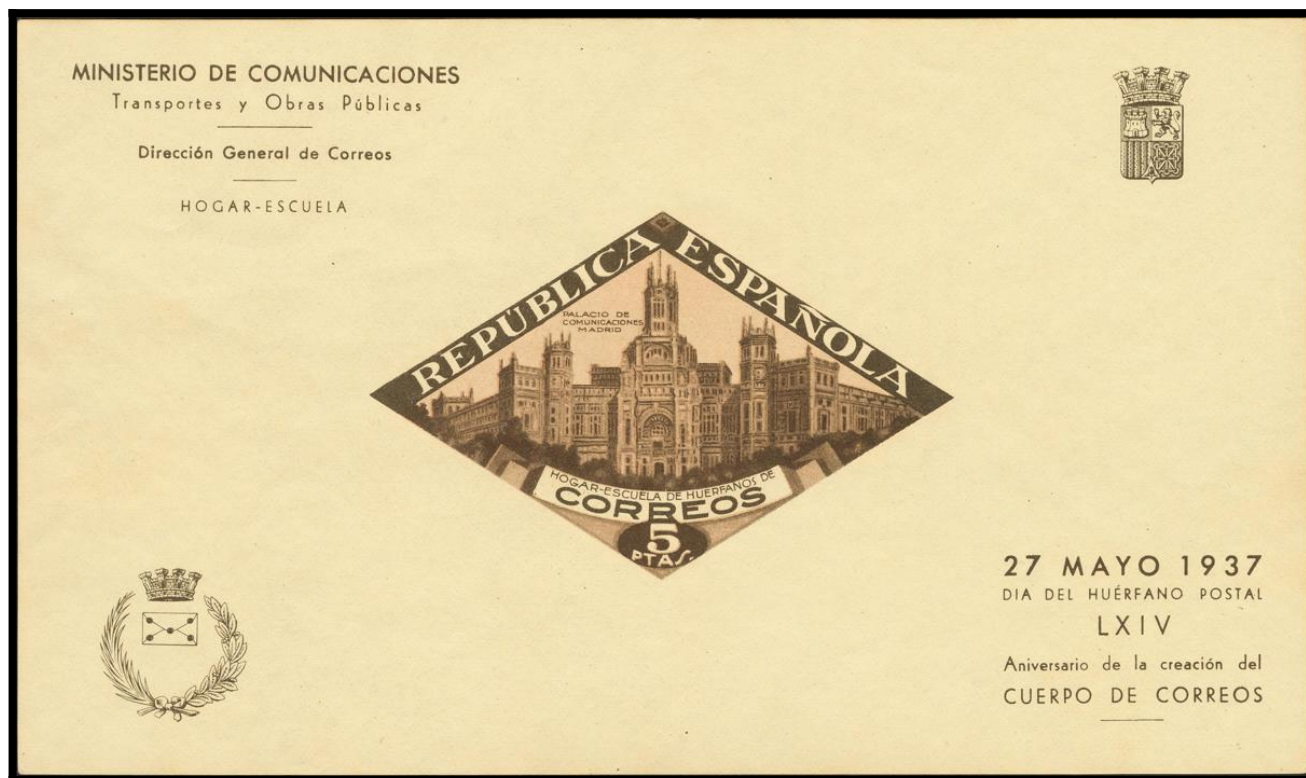 MINISTERIO DE COMUNICACIONES
Transportes y Obras Públicas
Dirección General de Correos
HOGAR-ESCUELA
REPÚBLICA ESPAÑOLA
PALACIO DE
COMUNICACIONES
MADRID
HOGAR-ESCUELA DE HUERFANOS DE
CORREOS
5
PTAS.
27 MAYO 1937
DIA DEL HUÉRFANO POSTAL
LXIV
Aniversario de la creación del
CUERPO DE CORREOS